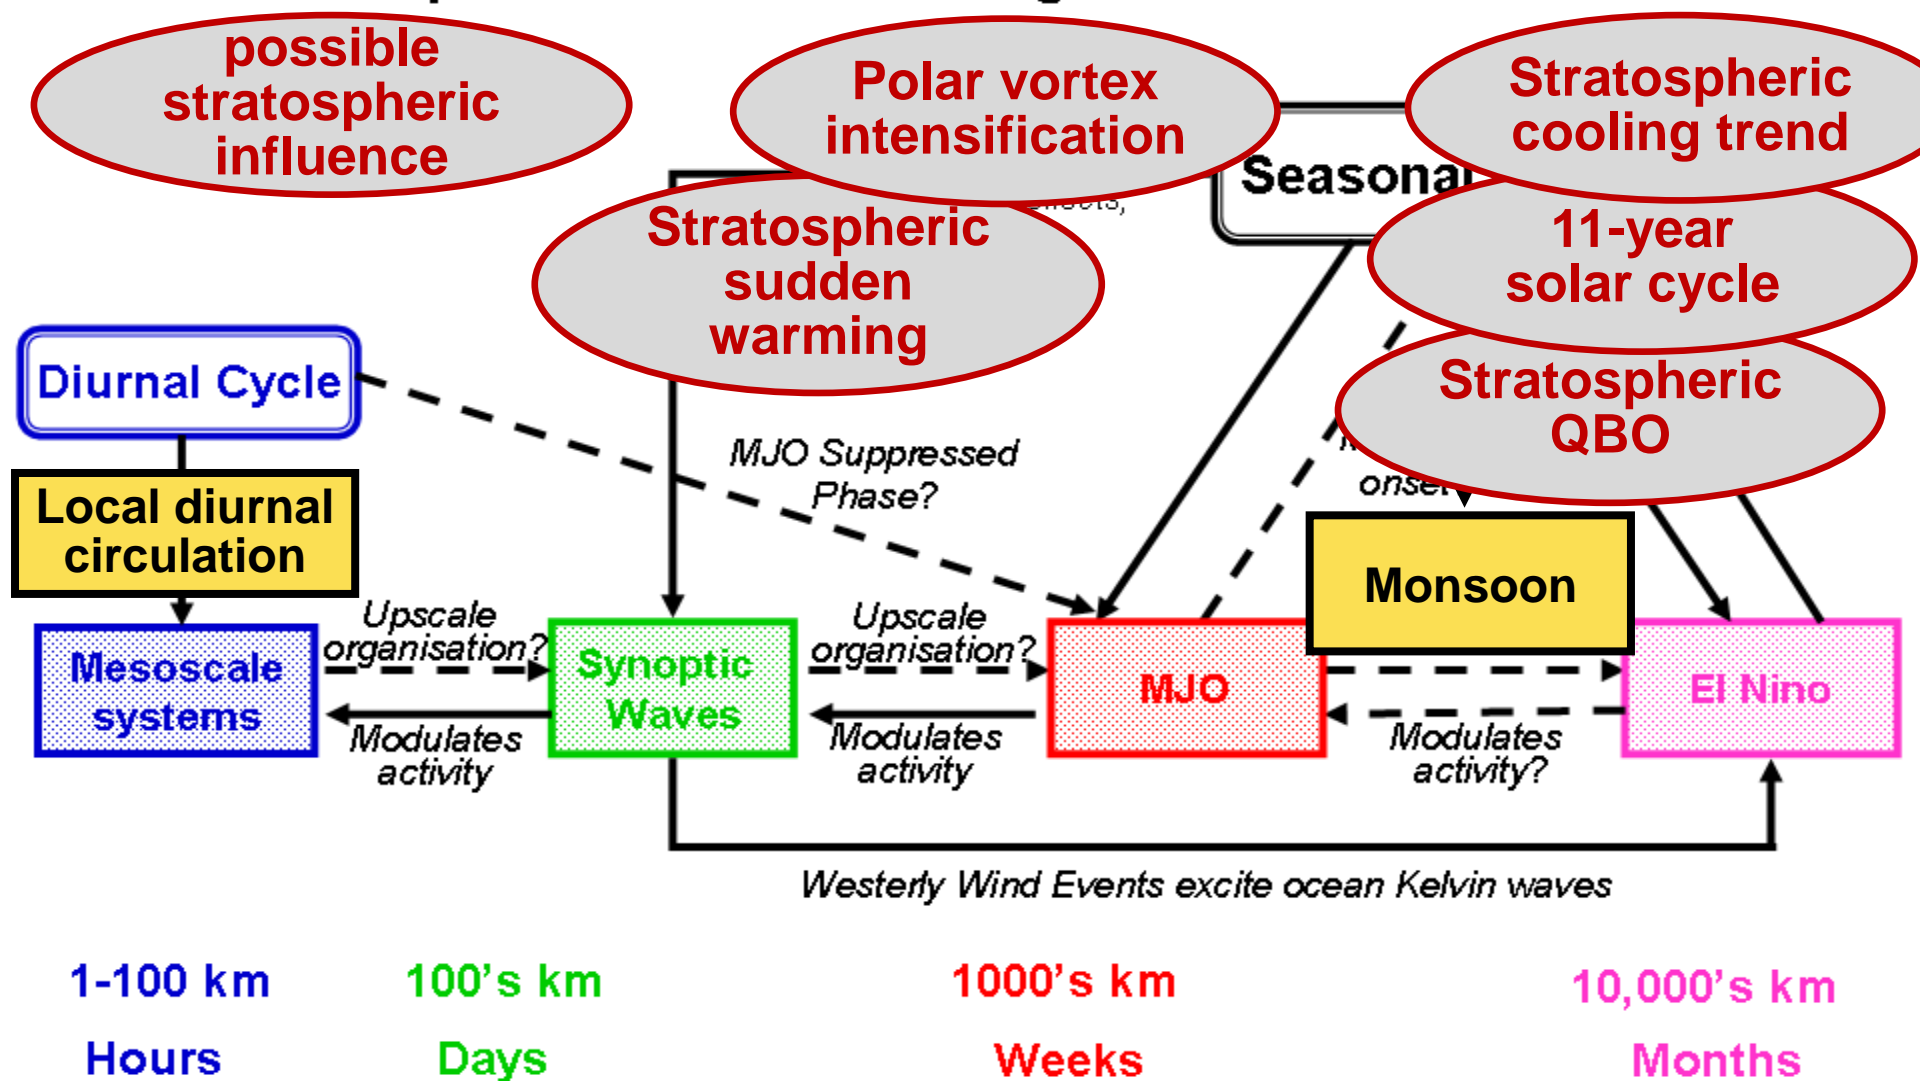 possible
stratospheric
influence
Polar vortex
intensification
Stratospheric
cooling trend
Seasonal
Stratospheric
sudden
warming
11-year
solar cycle
Stratospheric
QBO
Diurnal Cycle
MJO Suppressed
Phase?
onset
Local diurnal
circulation
Monsoon
Upscale
organisation?
Upscale
organisation?
Mesoscale
systems
Synoptic
Waves
MJO
El Nino
Modulates
activity
Modulates
activity
Modulates
activity?
Westerly Wind Events excite ocean Kelvin waves
1-100 km
100's km
1000's km
10,000's km
Hours
Days
Weeks
Months